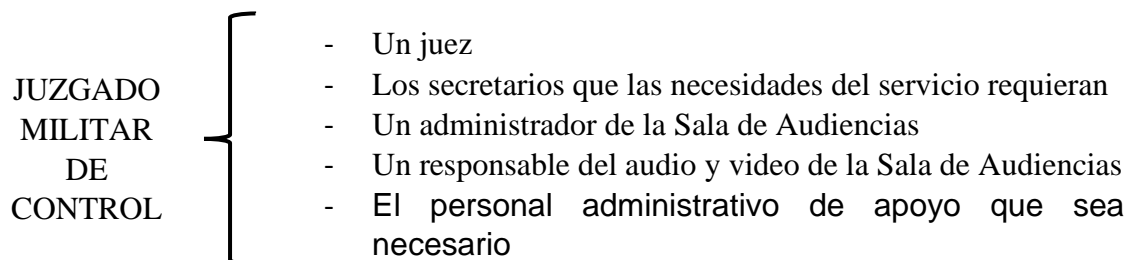 JUZGADO
MILITAR
DE
CONTROL
- Un juez
- Los secretarios que las necesidades del servicio requieran
- Un administrador de la Sala de Audiencias
- Un responsable del audio y video de la Sala de Audiencias
- El personal administrativo de apoyo que sea
necesario